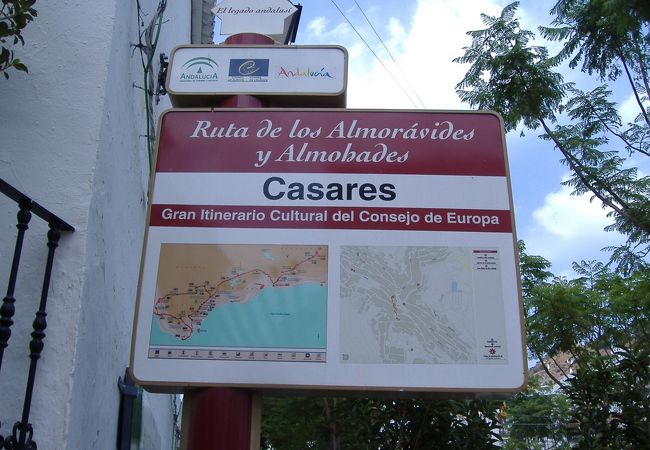 El legado andalusí
ANDALUCIA
Andalucía
Ruta de los Almorávides
y Almohades
Casares
Gran Itinerario Cultural del Consejo de Europa